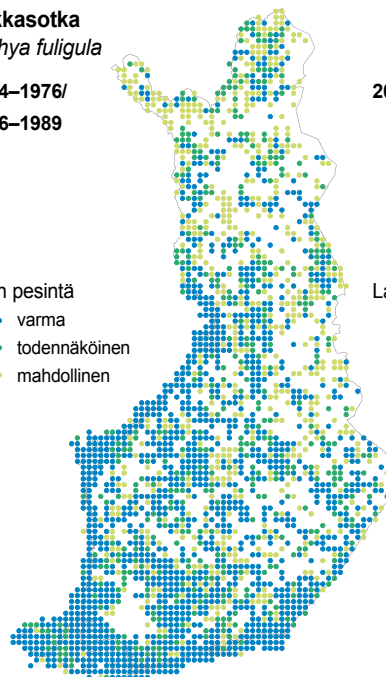 kkasotka
hya fuligula
4–1976/
6–1989
20
n pesintä
varma
todennäköinen
mahdollinen
La